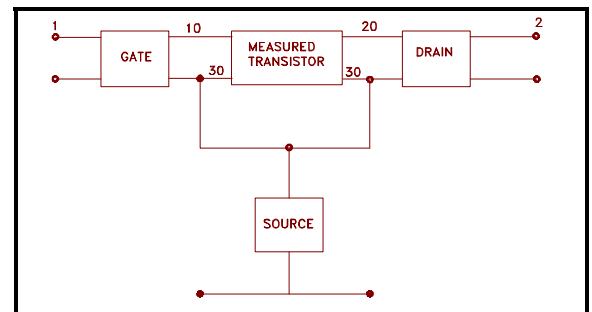 1
10
20
2
GATE
MEASURED
TRANSISTOR
DRAIN
30
30
SOURCE